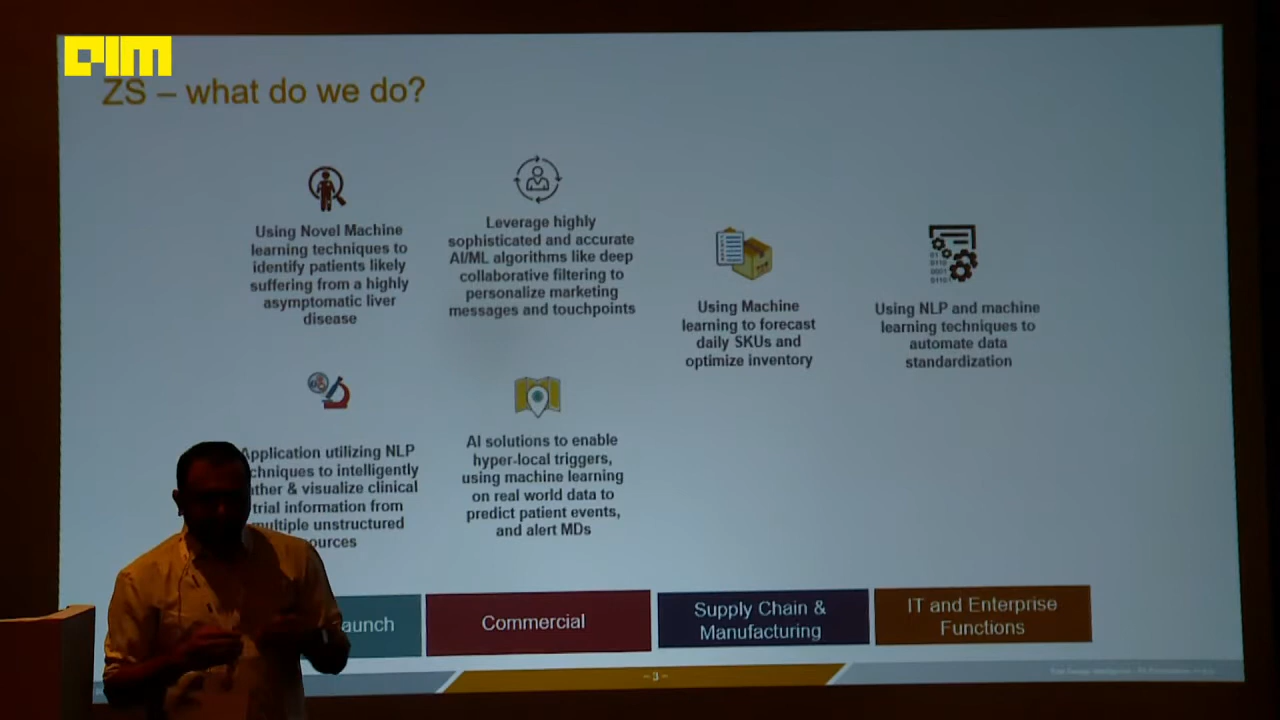 AIM
ZS – what do we do?
Using Novel Machine
learning techniques to
identify patients likely
suffering from a highly
asymptomatic liver
disease
Leverage highly
sophisticated and accurate
AI/ML algorithms like deep
collaborative filtering to
personalize marketing
messages and touchpoints
Using Machine
learning to forecast
daily SKUs and
optimize inventory
Using NLP and machine
learning techniques to
automate data
standardization
Application utilizing NLP
chniques to intelligently
ther & visualize clinical
trial information from
multiple unstructured
ources
AI solutions to enable
hyper-local triggers,
using machine learning
on real world data to
predict patient events,
and alert MDs
aunch
Commercial
Supply Chain &
Manufacturing
IT and Enterprise
Functions
- 3 -